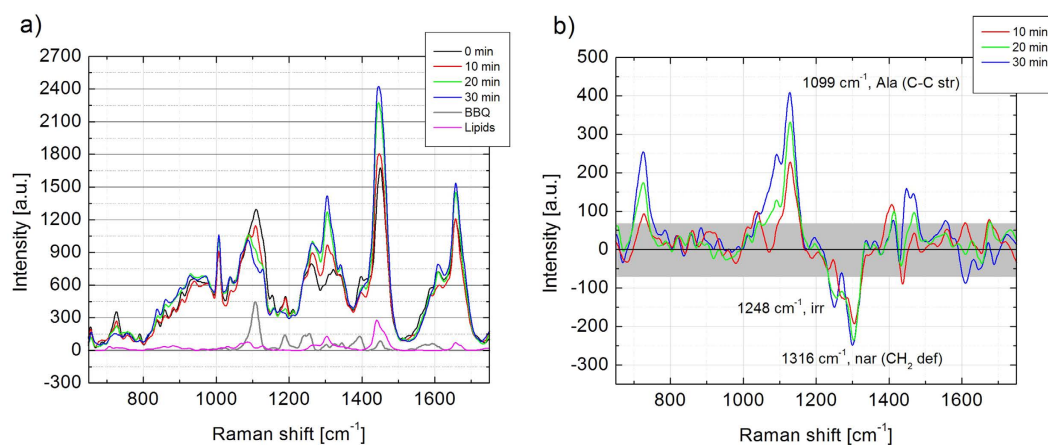 a)
0 min
10 min
20 min
30 min
BBQ
Lipids
2700
2400
2100
1800
1500
1200
900
600
300
0
-300
Intensity [a.u.]
800 1000 1200 1400 1600
Raman shift [cm-1]
b)
10 min
20 min
30 min
500
400
300
200
100
0
-100
-200
-300
Intensity [a.u.]
1099 cm-1, Ala (C-C str)
1248 cm-1, irr
1316 cm-1, nar (CH2 def)
800 1000 1200 1400 1600
Raman shift [cm-1]